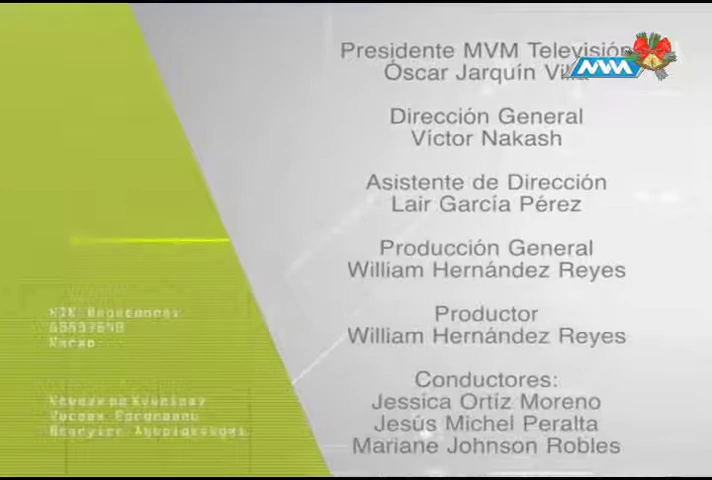 Presidente MVM Televisión
Óscar Jarquín
MVM
Dirección General
Víctor Nakash
Asistente de Dirección
Lair García Pérez
Producción General
William Hernández Reyes
Productor
William Hernández Reyes
Conductores:
Jessica Ortíz Moreno
Jesús Michel Peralta
Mariane Johnson Robles